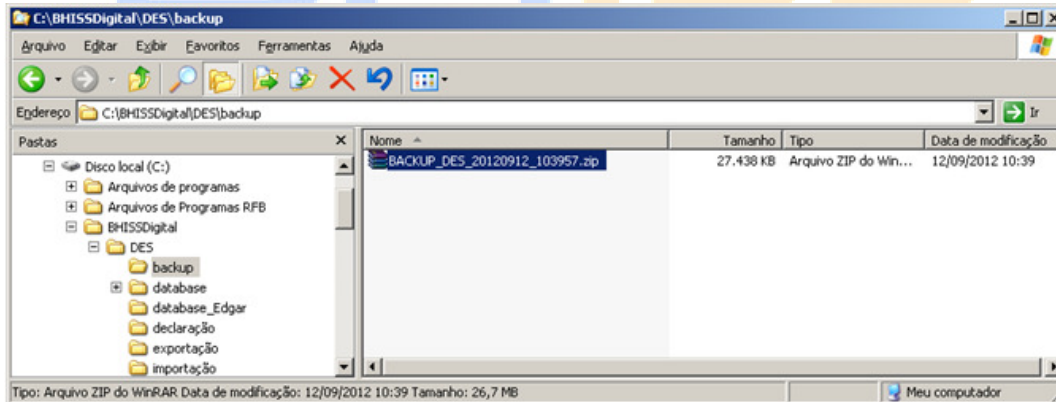 C:\BHISSDigital\DES\backup
Arquivo Editar Exibir Favoritos Ferramentas Ajuda
Endereço C:\BHISSDigital\DES\backup Ir
Pastas x Nome Tamanho Tipo Data de modificação
Disco local (C:) BACKUP_DES_20120912_103957.zip 27.438 KB Arquivo ZIP do Win... 12/09/2012 10:39
Arquivos de programas
Arquivos de Programas RFB
BHISSDigital
DES
backup
database
database_Edgar
declaração
exportação
importação
Tipo: Arquivo ZIP do WinRAR Data de modificação: 12/09/2012 10:39 Tamanho: 26,7 MB Meu computador